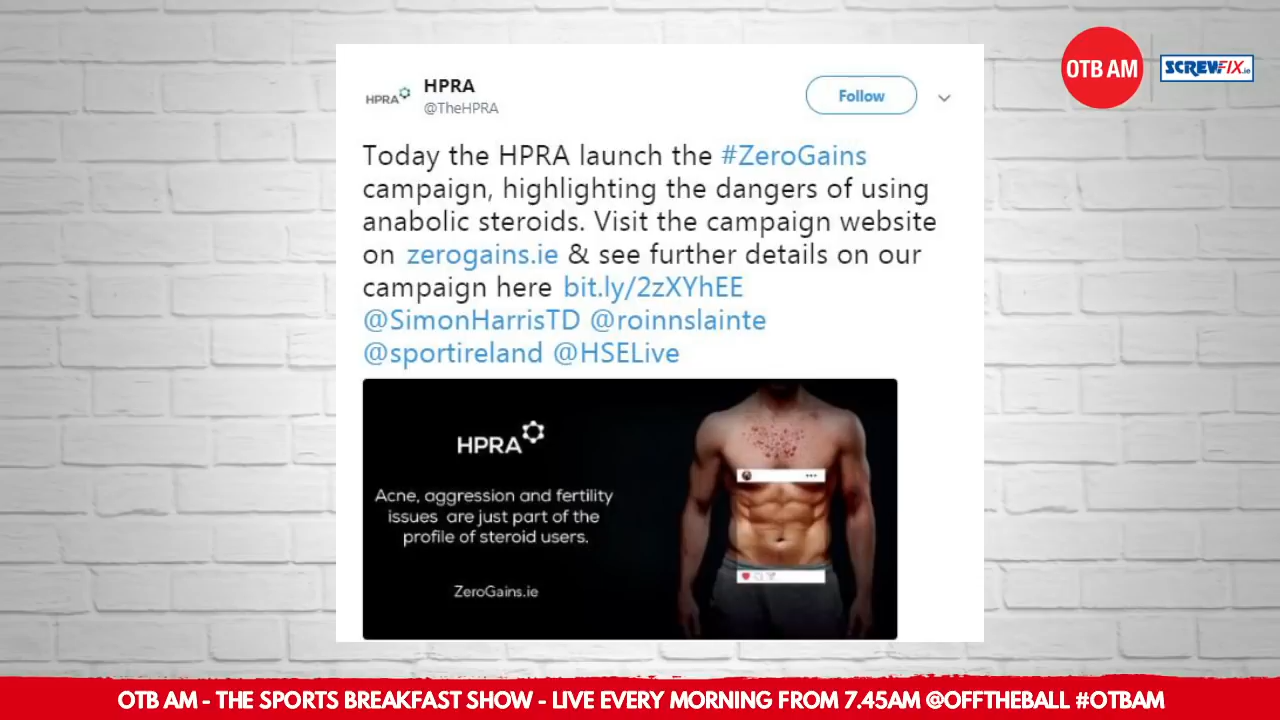 OTB AM
SCREWFIX.ie
HPRA
HPRA
@TheHPRA
Follow
Today the HPRA launch the #ZeroGains
campaign, highlighting the dangers of using
anabolic steroids. Visit the campaign website
on zerogains.ie & see further details on our
campaign here bit.ly/2zXYhEE
@SimonHarrisTD @roinnslainte
@sportireland @HSELive
HPRA
Acne, aggression and fertility
issues are just part of the
profile of steroid users.
ZeroGains.ie
OTB AM - THE SPORTS BREAKFAST SHOW - LIVE EVERY MORNING FROM 7.45AM @OFFTHEBALL #OTBAM